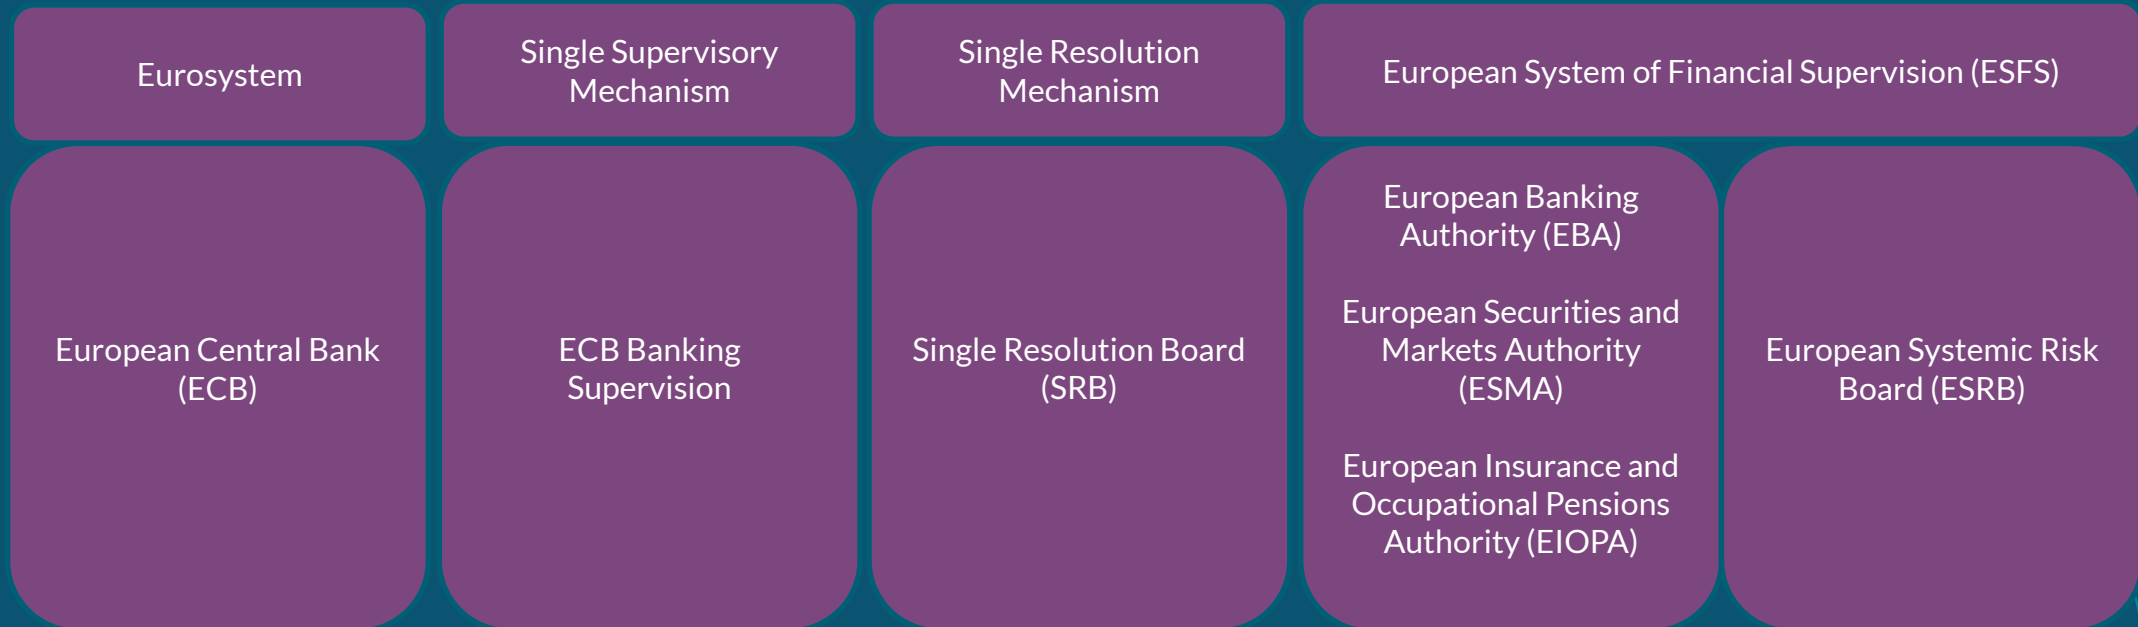 Eurosystem
Single Supervisory
Mechanism
Single Resolution
Mechanism
European System of Financial Supervision (ESFS)
European Central Bank
(ECB)
ECB Banking
Supervision
Single Resolution Board
(SRB)
European Banking
Authority (EBA)
European Securities and
Markets Authority
(ESMA)
European Insurance and
Occupational Pensions
Authority (EIOPA)
European Systemic Risk
Board (ESRB)